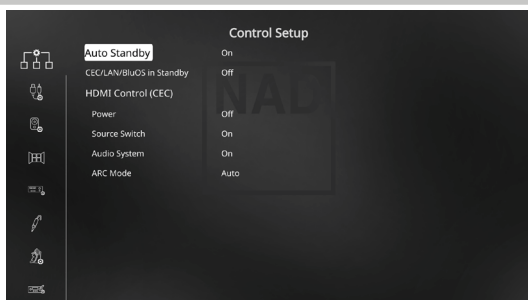 Control Setup
Auto Standby On
CEC/LAN/BluOS in Standby Off
HDMI Control (CEC)
Power Off
Source Switch On
Audio System On
ARC Mode Auto
NAD